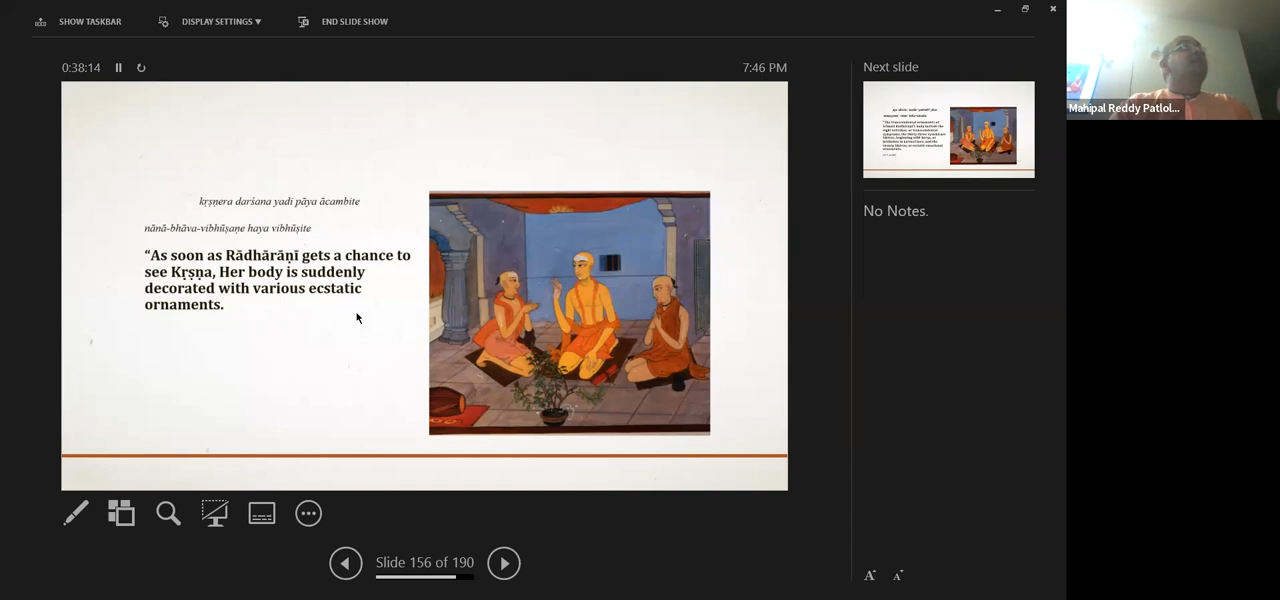 SHOW TASKBAR
DISPLAY SETTINGS ▼
END SLIDE SHOW
0:38:14
7:46 PM
Next slide
kṛṣṇera darśana yadi pāya ācambite
nānā-bhāva-vibhūṣaṇe haya vibhūṣita
“As soon as Rādhārāṇī gets a chance to
see Kṛṣṇa, Her body is suddenly
decorated with various ecstatic
ornaments.
No Notes.
Slide 156 of 190
A A
Mahipal Reddy Patlol...